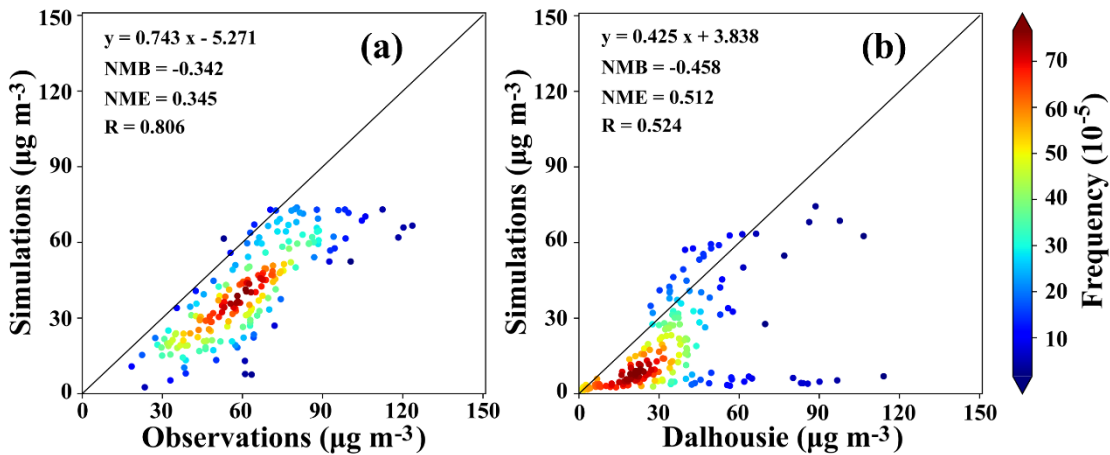 y = 0.743 x - 5.271
NMB = -0.342
NME = 0.345
R = 0.806
(a)
150
120
90
60
30
0
0 30 60 90 120 150
Simulations (μg m-3)
Observations (μg m-3)
y = 0.425 x + 3.838
NMB = -0.458
NME = 0.512
R = 0.524
(b)
150
120
90
60
30
0
0 30 60 90 120 150
Simulations (μg m-3)
Dalhousie (μg m-3)
70
60
50
40
30
20
10
Frequency (10-5)